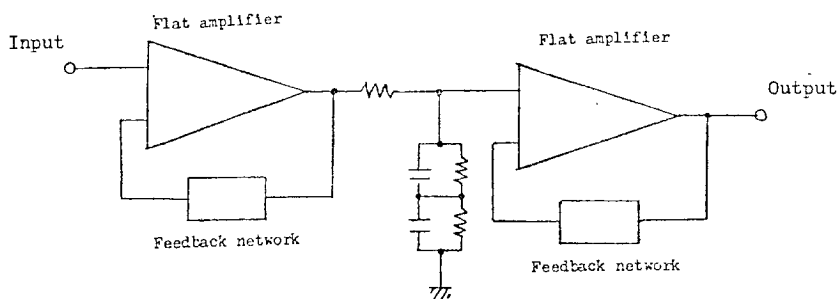 Flat amplifier
Input
Feedback network
Flat amplifier
Output
Feedback network